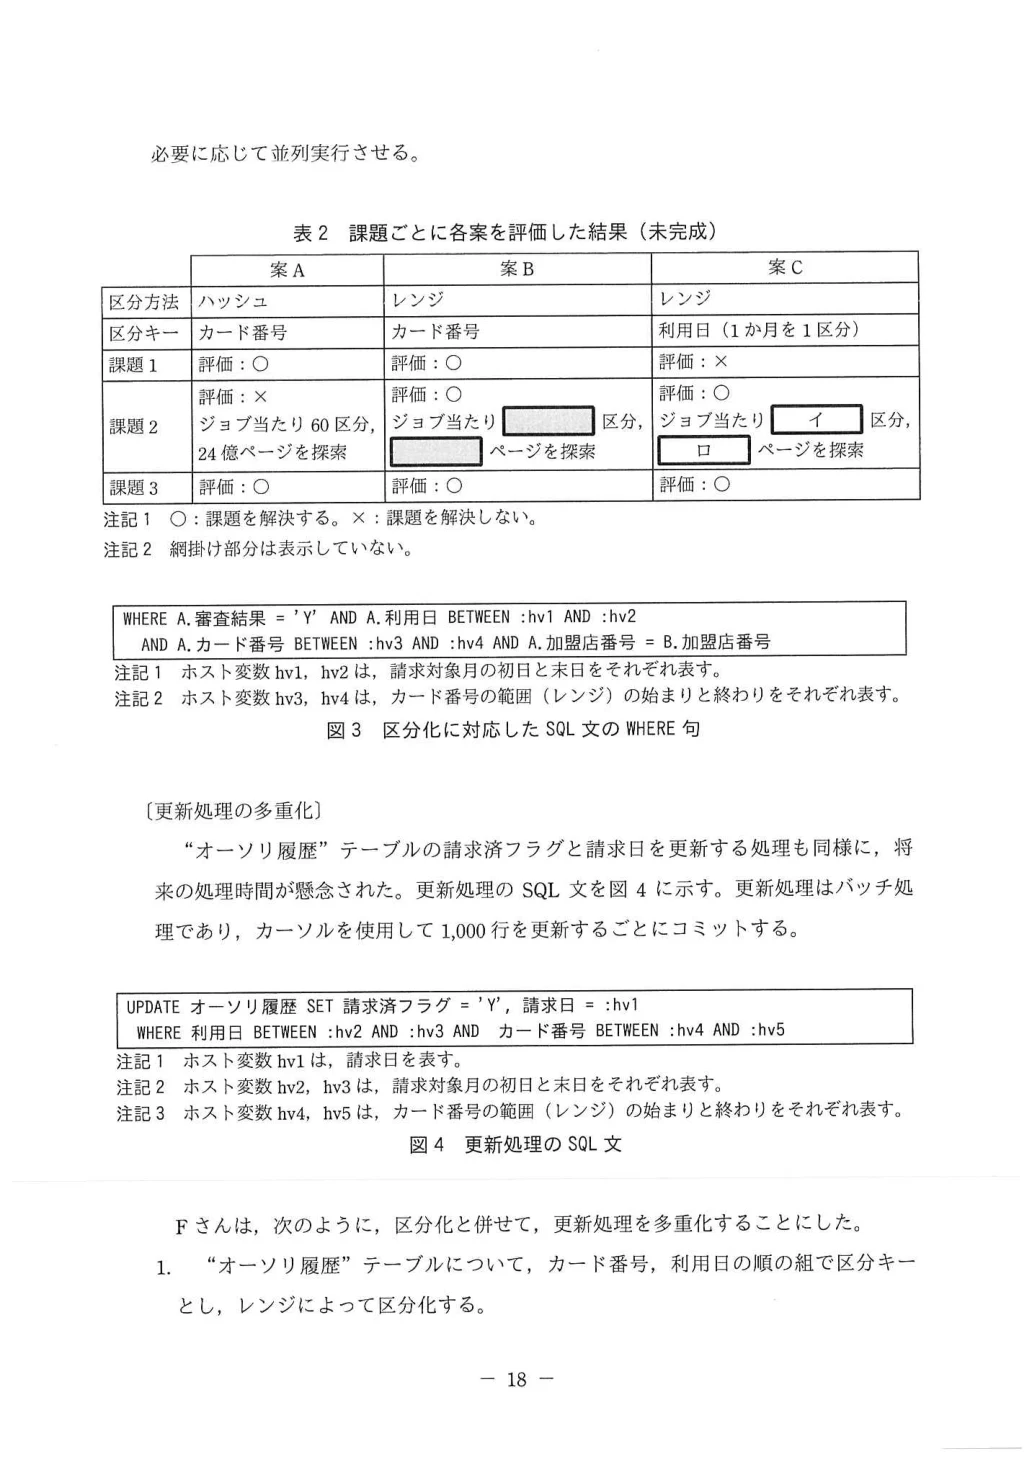 必要に応じて並列実行させる。
表2　課題ごとに各案を評価した結果（未完成）
案A　案B　案C
区分方法　ハッシュ　レンジ　レンジ
区分キー　カード番号　カード番号　利用日（1か月を1区分）
課題1　評価：○　評価：○　評価：×
課題2　評価：×　評価：○　評価：○
ジョブ当たり60区分，　ジョブ当たり　区分，　ジョブ当たり　イ　区分，
24億ページを探索　ページを探索　ロ　ページを探索
課題3　評価：○　評価：○　評価：○
注記1　○：課題を解決する。×：課題を解決しない。
注記2　網掛け部分は表示していない。
WHERE A.審査結果 = 'Y' AND A.利用日 BETWEEN :hv1 AND :hv2
AND A.カード番号 BETWEEN :hv3 AND :hv4 AND A.加盟店番号 = B.加盟店番号
注記1　ホスト変数hv1，hv2は，請求対象月の初日と末日をそれぞれ表す。
注記2　ホスト変数hv3，hv4は，カード番号の範囲（レンジ）の始まりと終わりをそれぞれ表す。
図3　区分化に対応したSQL文のWHERE句
〔更新処理の多重化〕
“オーソリ履歴”テーブルの請求済フラグと請求日を更新する処理も同様に，将
来の処理時間が懸念された。更新処理のSQL文を図4に示す。更新処理はバッチ処
理であり，カーソルを使用して1,000行を更新するごとにコミットする。
UPDATE オーソリ履歴 SET 請求済フラグ = 'Y', 請求日 = :hv1
WHERE 利用日 BETWEEN :hv2 AND :hv3 AND　カード番号 BETWEEN :hv4 AND :hv5
注記1　ホスト変数hv1は，請求日を表す。
注記2　ホスト変数hv2，hv3は，請求対象月の初日と末日をそれぞれ表す。
注記3　ホスト変数hv4，hv5は，カード番号の範囲（レンジ）の始まりと終わりをそれぞれ表す。
図4　更新処理のSQL文
Fさんは，次のように，区分化と併せて，更新処理を多重化することにした。
1.　“オーソリ履歴”テーブルについて，カード番号，利用日の順の組で区分キー
とし，レンジによって区分化する。
－ 18 －